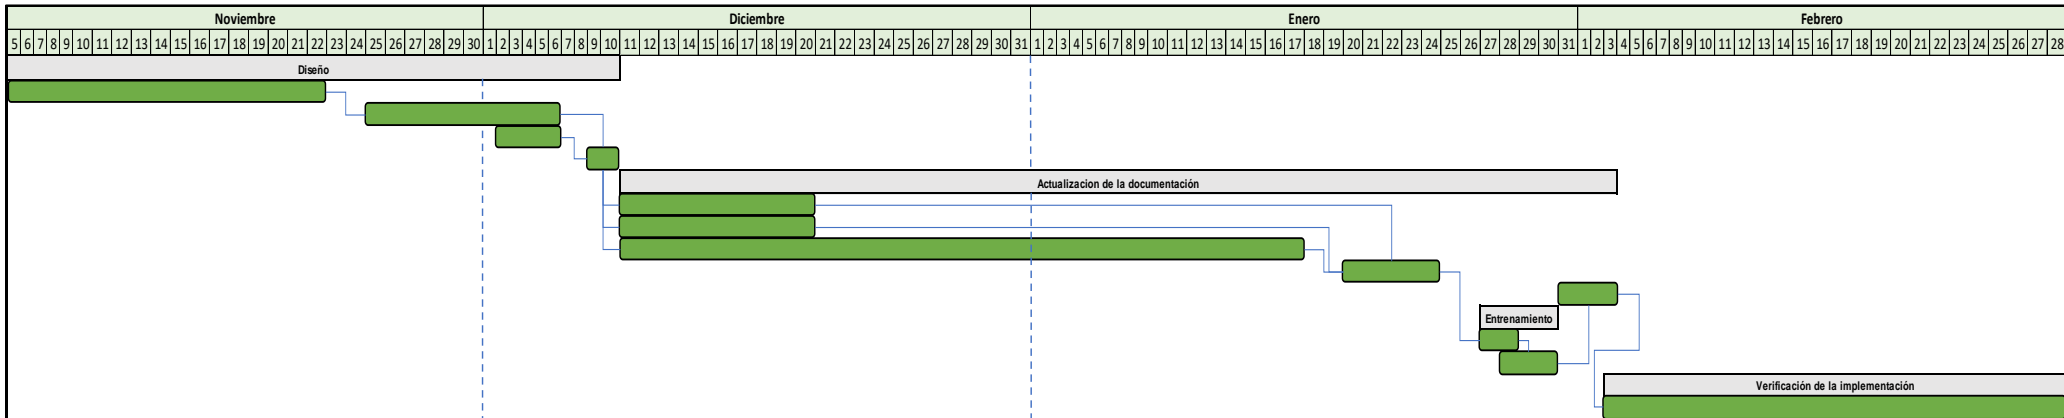 Noviembre Diciembre Enero Febrero
5 6 7 8 9 10 11 12 13 14 15 16 17 18 19 20 21 22 23 24 25 26 27 28 29 30 1 2 3 4 5 6 7 8 9 10 11 12 13 14 15 16 17 18 19 20 21 22 23 24 25 26 27 28 29 30 31 1 2 3 4 5 6 7 8 9 10 11 12 13 14 15 16 17 18 19 20 21 22 23 24 25 26 27 28 29 30 31 1 2 3 4 5 6 7 8 9 10 11 12 13 14 15 16 17 18 19 20 21 22 23 24 25 26 27 28
Diseño
Actualizacion de la documentación
Entrenamiento
Verificación de la implementación